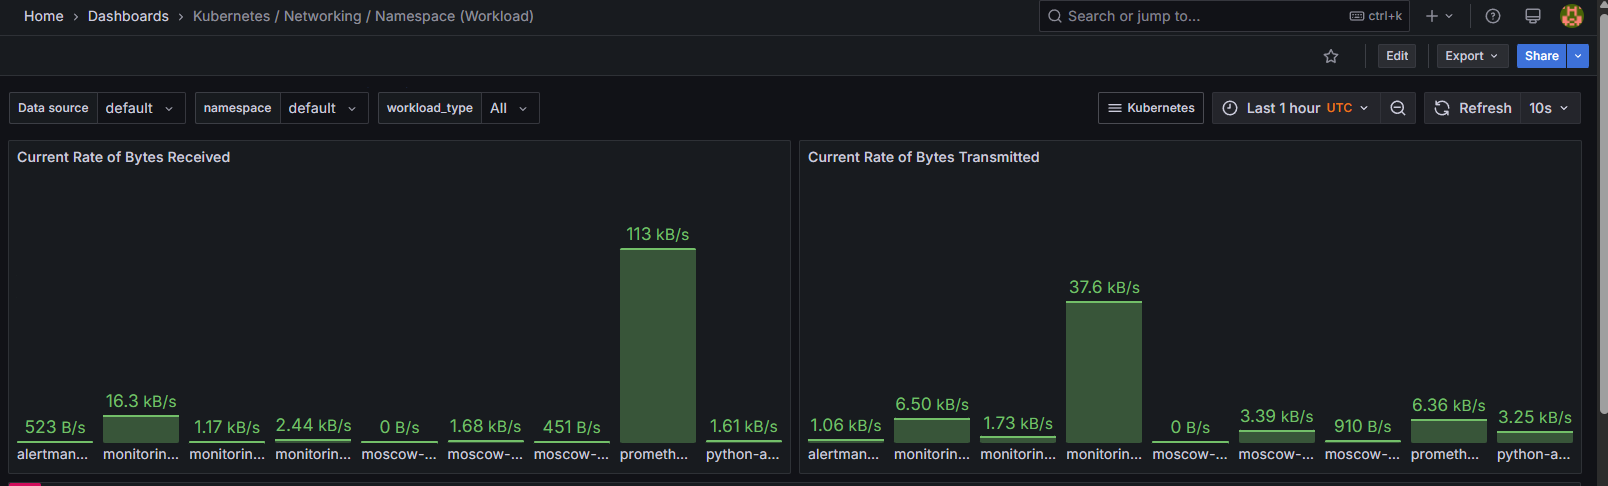 Home > Dashboards > Kubernetes / Networking / Namespace (Workload)
Search or jump to... ctrl+k
Edit Export Share
Data source default namespace default workload_type All Kubernetes Last 1 hour UTC Refresh 10s
Current Rate of Bytes Received
113 kB/s
16.3 kB/s
523 B/s 1.17 kB/s 2.44 kB/s 0 B/s 1.68 kB/s 451 B/s 1.61 kB/s
alertman... monitorin... monitorin... monitorin... moscow-... moscow-... moscow-... prometh... python-a...
Current Rate of Bytes Transmitted
37.6 kB/s
1.06 kB/s 6.50 kB/s 1.73 kB/s 0 B/s 3.39 kB/s 910 B/s 6.36 kB/s 3.25 kB/s
alertman... monitorin... monitorin... monitorin... moscow-... moscow-... moscow-... prometh... python-a...